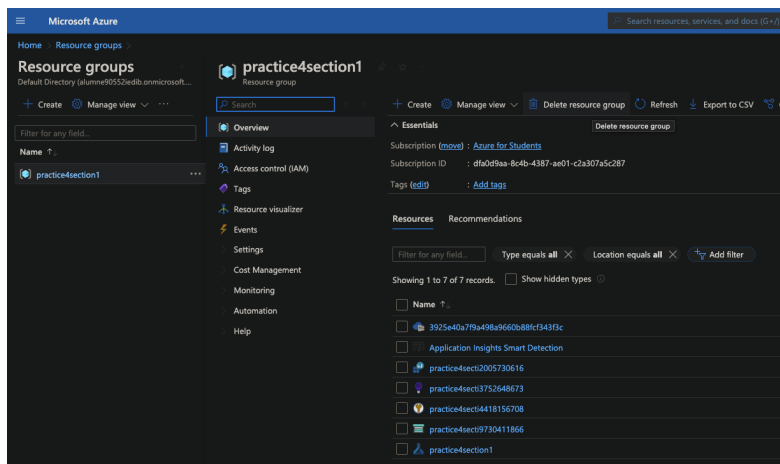 Microsoft Azure
Search resources, services, and docs (G+/)
Home > Resource groups >
Resource groups
Default Directory (alumne90552iedib.onmicrosoft....
+ Create Manage view ···
Filter for any field...
Name ↑
practice4section1 ···
practice4section1
Resource group
Search
Overview
Activity log
Access control (IAM)
Tags
Resource visualizer
Events
Settings
Cost Management
Monitoring
Automation
Help
+ Create Manage view Delete resource group Refresh Export to CSV
Essentials
Delete resource group
Subscription (move) : Azure for Students
Subscription ID : dfa0d9aa-8c4b-4387-ae01-c2a307a5c287
Tags (edit) : Add tags
Resources Recommendations
Filter for any field... Type equals all × Location equals all × Add filter
Showing 1 to 7 of 7 records. Show hidden types
Name ↑
3925e40a7f9a498a9660b88fcf343f3c
Application Insights Smart Detection
practice4secti2005730616
practice4secti3752648673
practice4secti4418156708
practice4secti9730411866
practice4section1